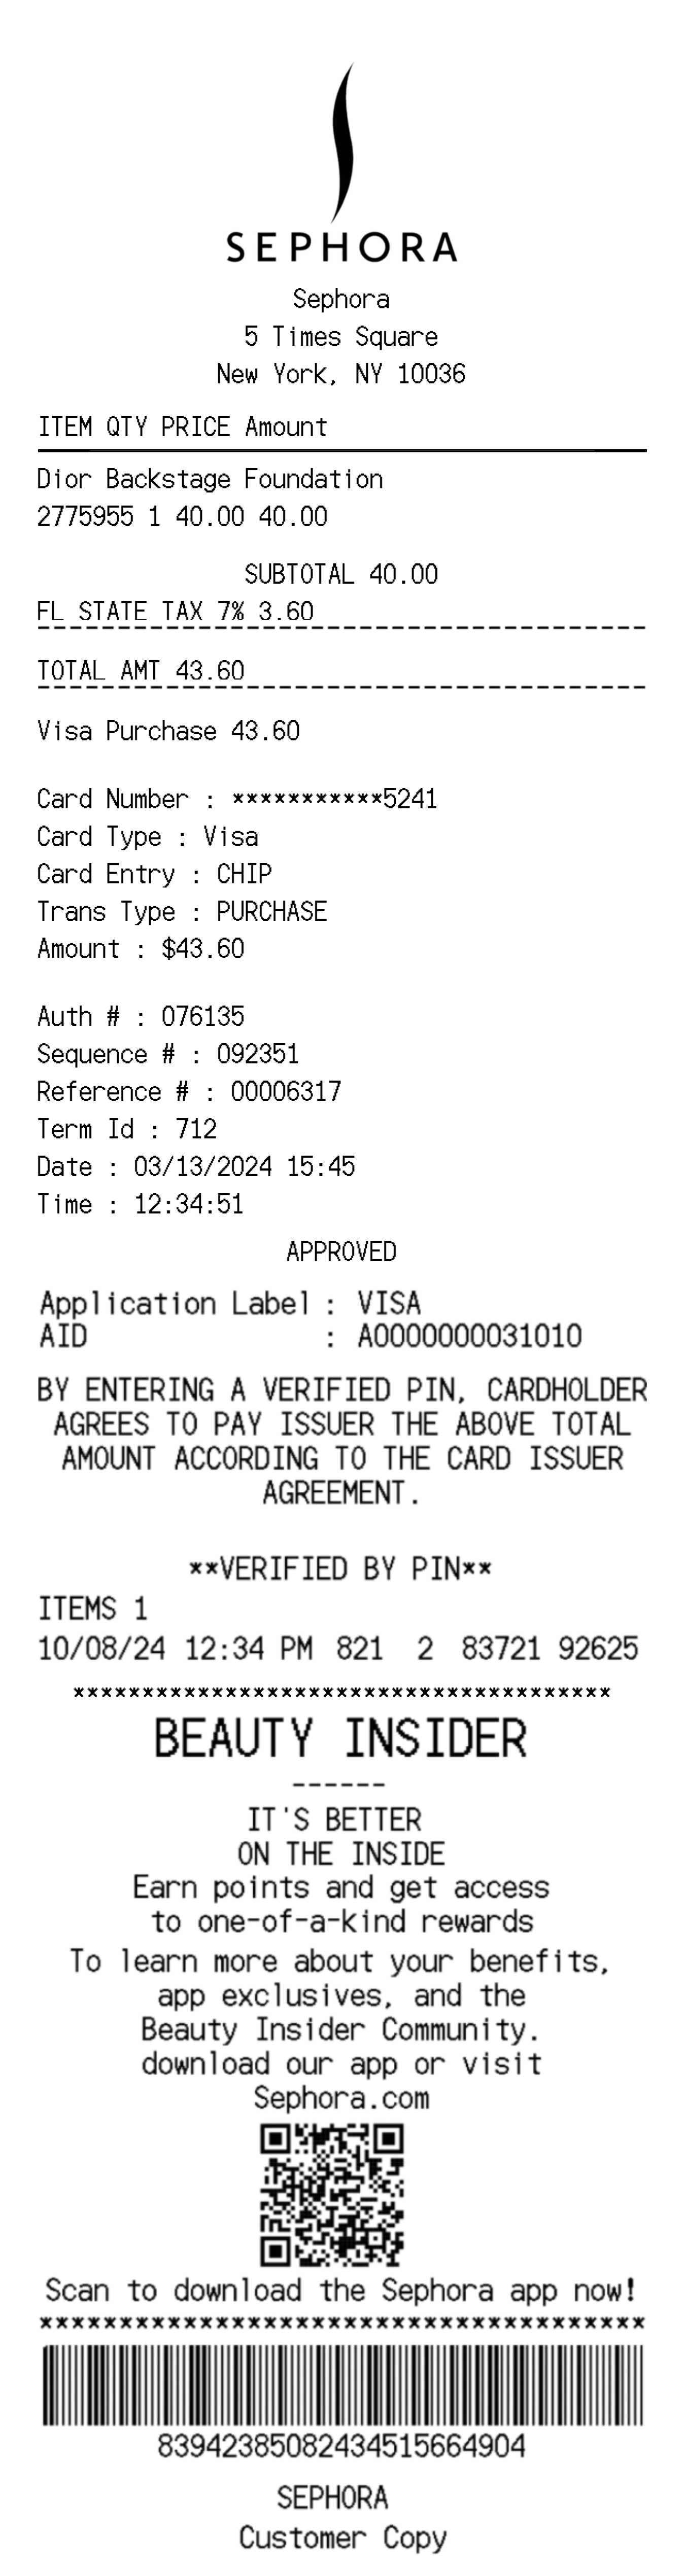 SEPHORA
Sephora
5 Times Square
New York, NY 10036
ITEM QTY PRICE Amount
Dior Backstage Foundation
2775955 1 40.00 40.00
SUBTOTAL 40.00
FL STATE TAX 7% 3.60
TOTAL AMT 43.60
Visa Purchase 43.60
Card Number : ***********5241
Card Type : Visa
Card Entry : CHIP
Trans Type : PURCHASE
Amount : $43.60
Auth # : 076135
Sequence # : 092351
Reference # : 00006317
Term Id : 712
Date : 03/13/2024 15:45
Time : 12:34:51
APPROVED
Application Label : VISA
AID : A0000000031010
BY ENTERING A VERIFIED PIN, CARDHOLDER
AGREES TO PAY ISSUER THE ABOVE TOTAL
AMOUNT ACCORDING TO THE CARD ISSUER
AGREEMENT.
**VERIFIED BY PIN**
ITEMS 1
10/08/24 12:34 PM 821 2 83721 92625
***************************************
BEAUTY INSIDER
------
IT'S BETTER
ON THE INSIDE
Earn points and get access
to one-of-a-kind rewards
To learn more about your benefits,
app exclusives, and the
Beauty Insider Community.
download our app or visit
Sephora.com
Scan to download the Sephora app now!
**************************************
83942385082434515664904
SEPHORA
Customer Copy